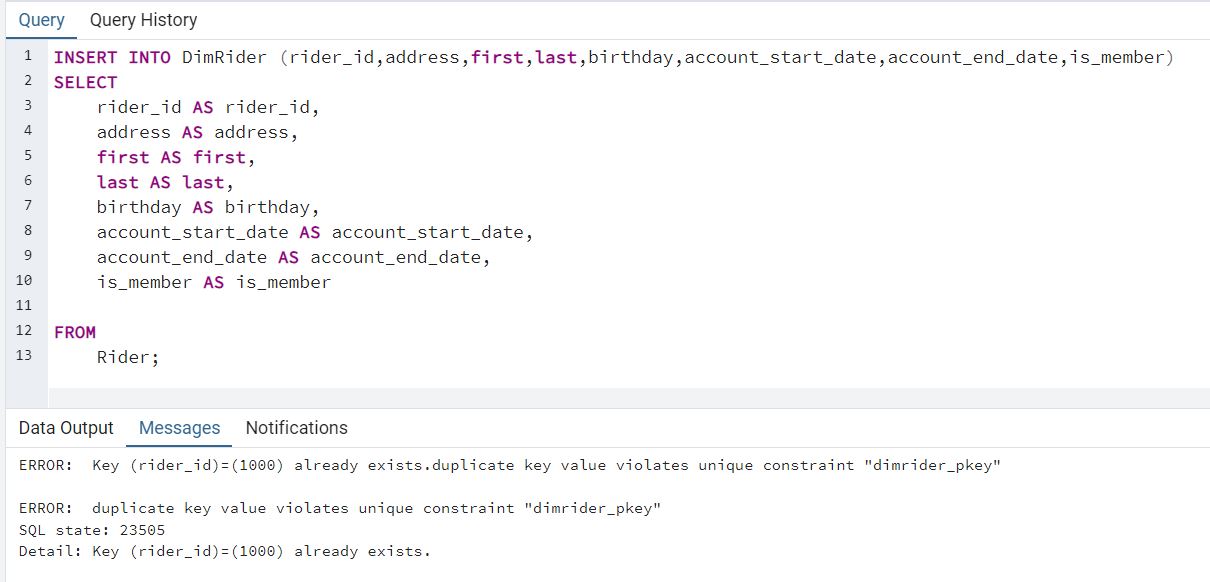 Query Query History
1 INSERT INTO DimRider (rider_id,address,first,last,birthday,account_start_date,account_end_date,is_member)
2 SELECT
3 rider_id AS rider_id,
4 address AS address,
5 first AS first,
6 last AS last,
7 birthday AS birthday,
8 account_start_date AS account_start_date,
9 account_end_date AS account_end_date,
10 is_member AS is_member
11
12 FROM
13 Rider;
Data Output Messages Notifications
ERROR:  Key (rider_id)=(1000) already exists.duplicate key value violates unique constraint "dimrider_pkey"
ERROR:  duplicate key value violates unique constraint "dimrider_pkey"
SQL state: 23505
Detail: Key (rider_id)=(1000) already exists.